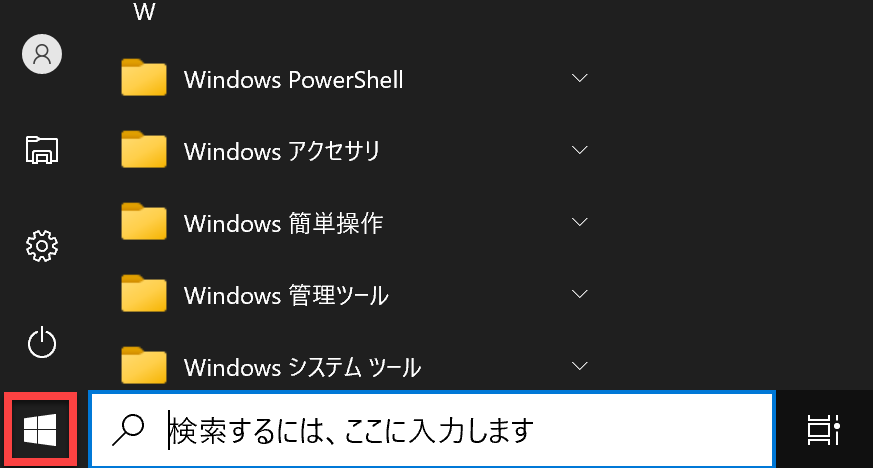 W
Windows PowerShell
Windows アクセサリ
Windows 簡単操作
Windows 管理ツール
Windows システム ツール
検索するには、ここに入力します